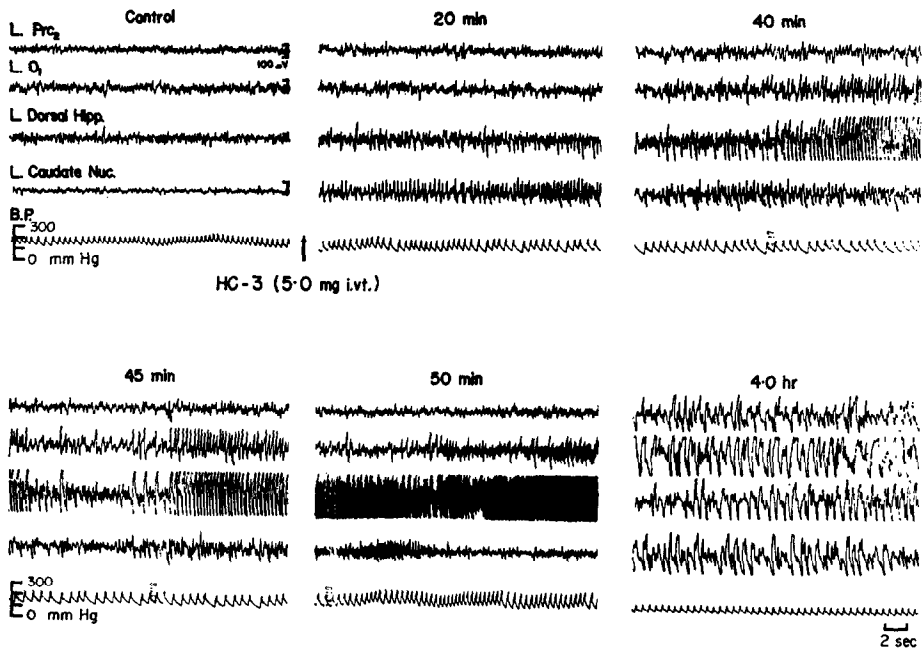 Control
20 min
40 min
L. Prc₂
100 μV
L. O₁
L. Dorsal Hipp.
L. Caudate Nuc.
B.P.
300
0 mm Hg
HC-3 (5·0 mg i.vt.)
45 min
50 min
4·0 hr
300
0 mm Hg
2 sec